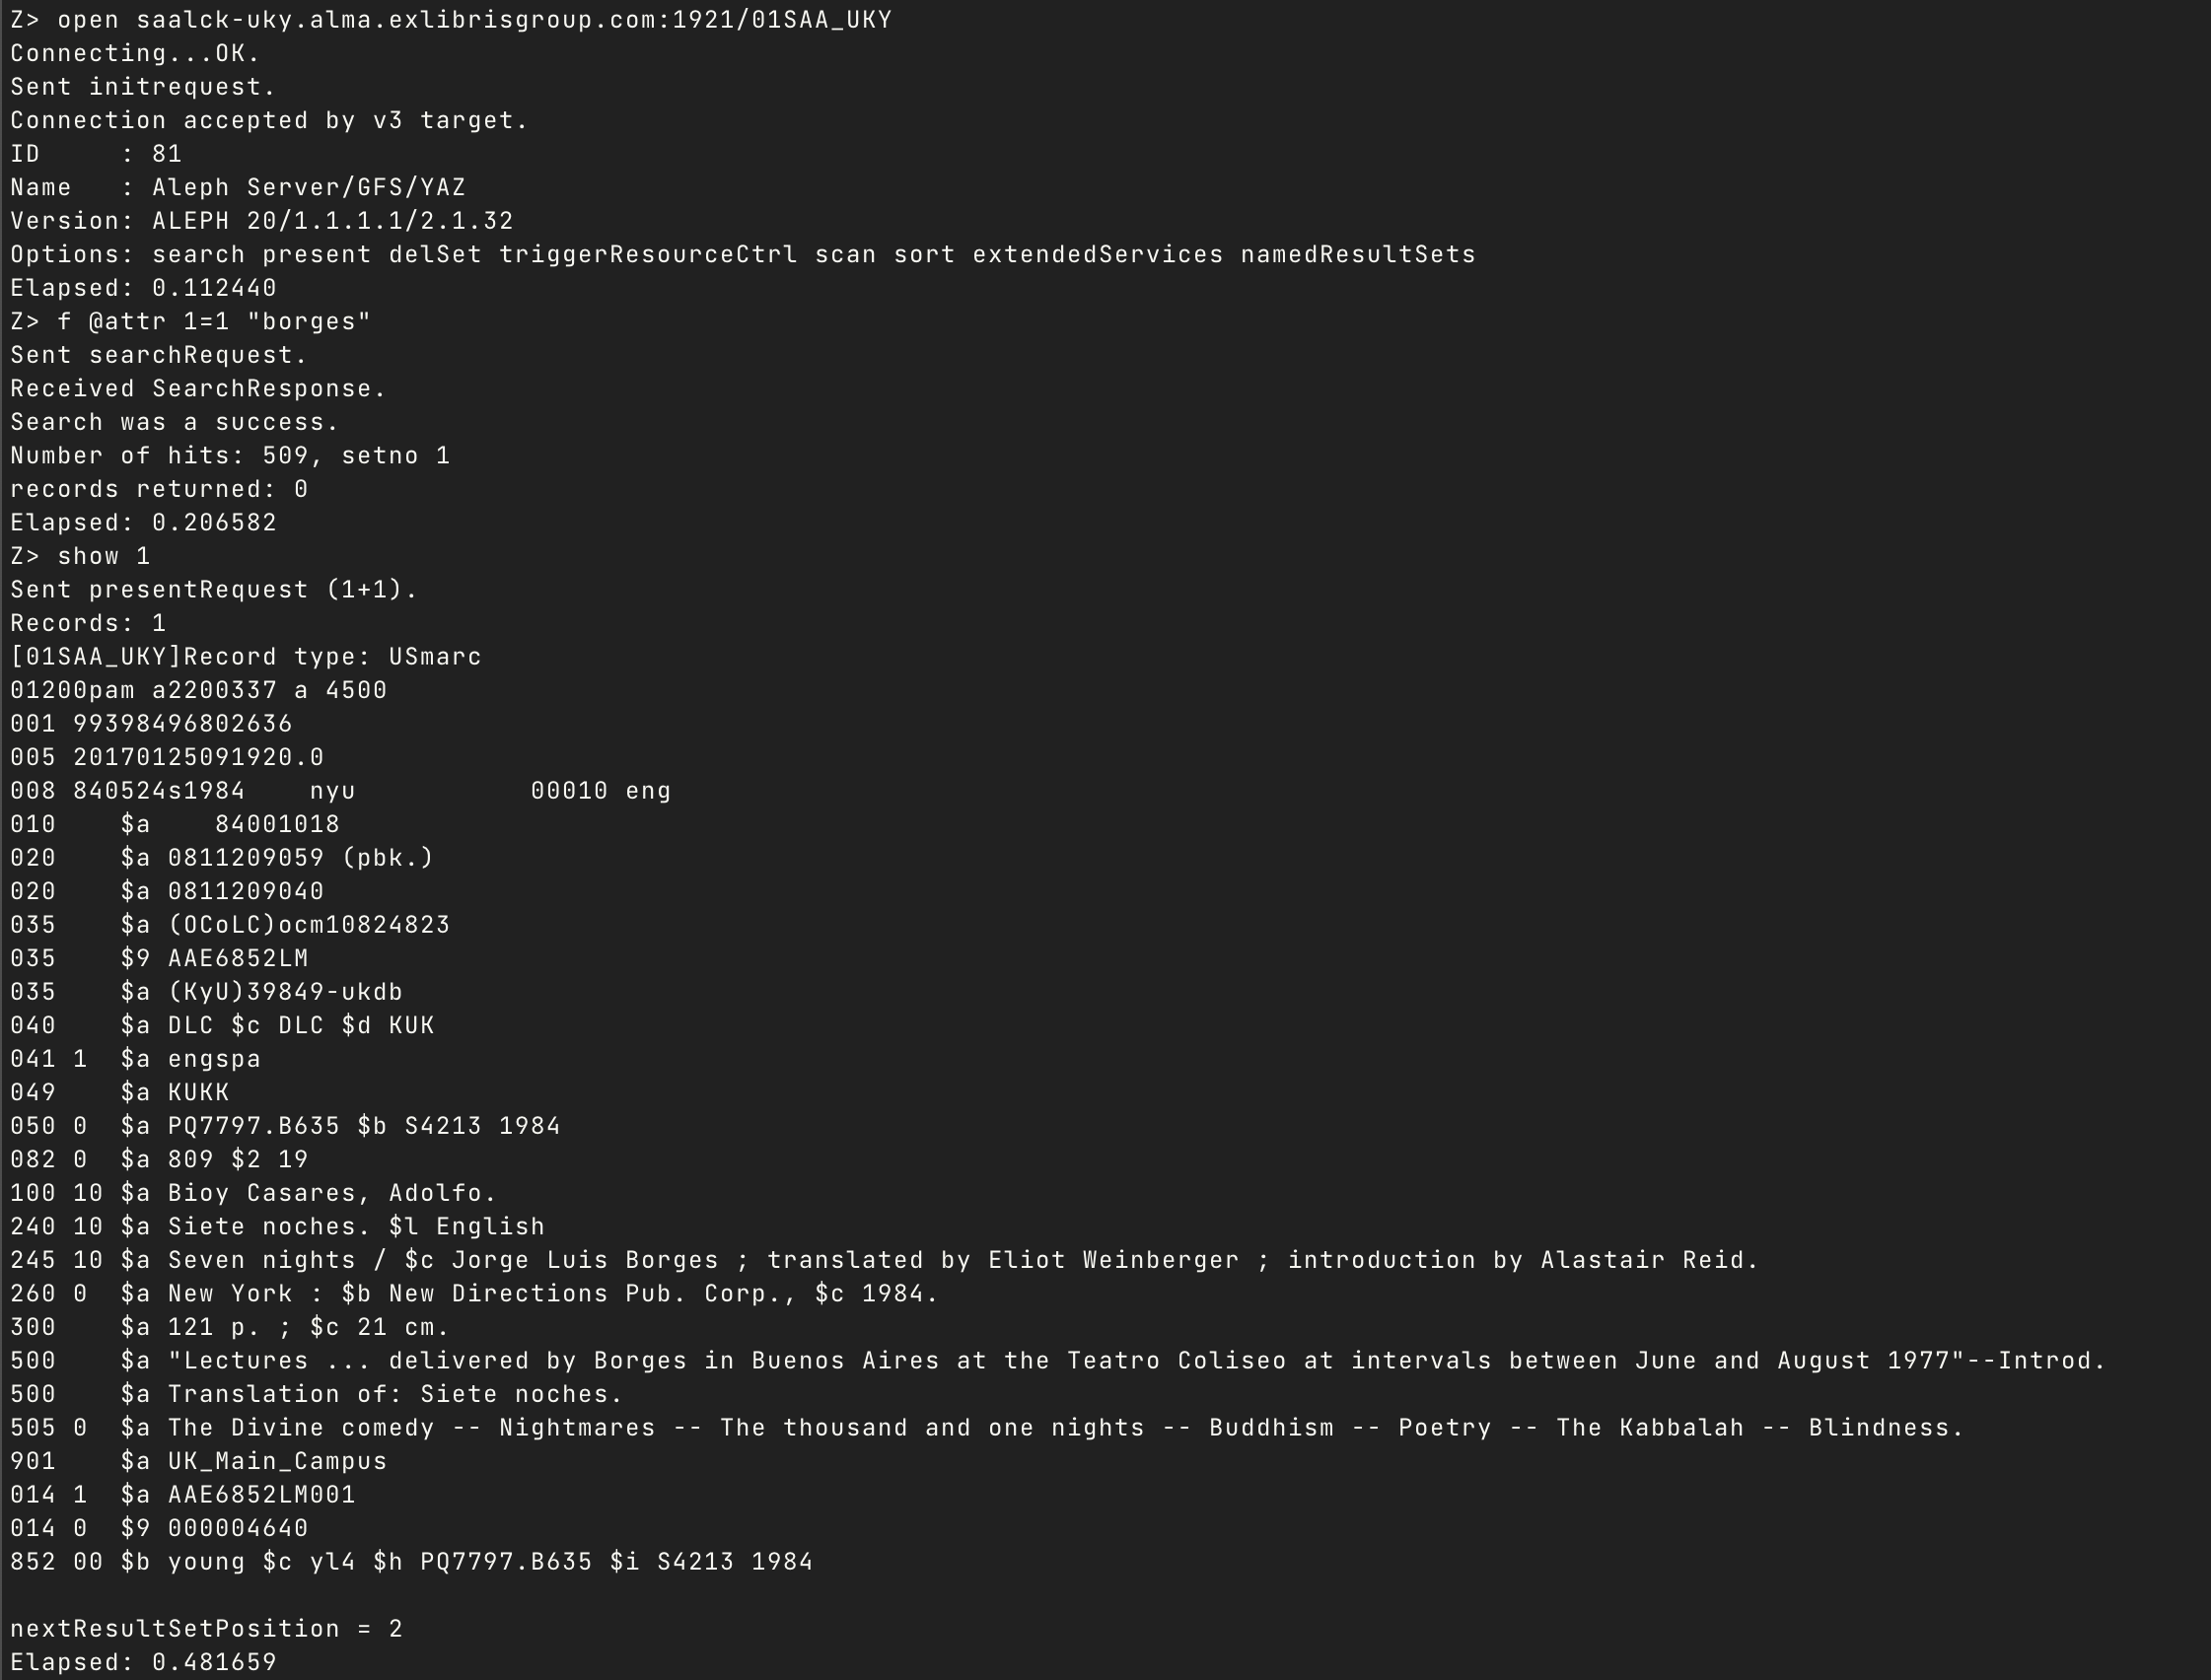 Z> open saalck-uky.alma.exlibrisgroup.com:1921/01SAA_UKY
Connecting...OK.
Sent initrequest.
Connection accepted by v3 target.
ID     : 81
Name   : Aleph Server/GFS/YAZ
Version: ALEPH 20/1.1.1.1/2.1.32
Options: search present delSet triggerResourceCtrl scan sort extendedServices namedResultSets
Elapsed: 0.112440
Z> f @attr 1=1 "borges"
Sent searchRequest.
Received SearchResponse.
Search was a success.
Number of hits: 509, setno 1
records returned: 0
Elapsed: 0.206582
Z> show 1
Sent presentRequest (1+1).
Records: 1
[01SAA_UKY]Record type: USmarc
01200pam a2200337 a 4500
001 99398496802636
005 20170125091920.0
008 840524s1984    nyu           00010 eng
010    $a    84001018
020    $a 0811209059 (pbk.)
020    $a 0811209040
035    $a (OCoLC)ocm10824823
035    $9 AAE6852LM
035    $a (KyU)39849-ukdb
040    $a DLC $c DLC $d KUK
041 1  $a engspa
049    $a KUKK
050 0  $a PQ7797.B635 $b S4213 1984
082 0  $a 809 $2 19
100 10 $a Bioy Casares, Adolfo.
240 10 $a Siete noches. $l English
245 10 $a Seven nights / $c Jorge Luis Borges ; translated by Eliot Weinberger ; introduction by Alastair Reid.
260 0  $a New York : $b New Directions Pub. Corp., $c 1984.
300    $a 121 p. ; $c 21 cm.
500    $a "Lectures ... delivered by Borges in Buenos Aires at the Teatro Coliseo at intervals between June and August 1977"--Introd.
500    $a Translation of: Siete noches.
505 0  $a The Divine comedy -- Nightmares -- The thousand and one nights -- Buddhism -- Poetry -- The Kabbalah -- Blindness.
901    $a UK_Main_Campus
014 1  $a AAE6852LM001
014 0  $9 000004640
852 00 $b young $c yl4 $h PQ7797.B635 $i S4213 1984
nextResultSetPosition = 2
Elapsed: 0.481659